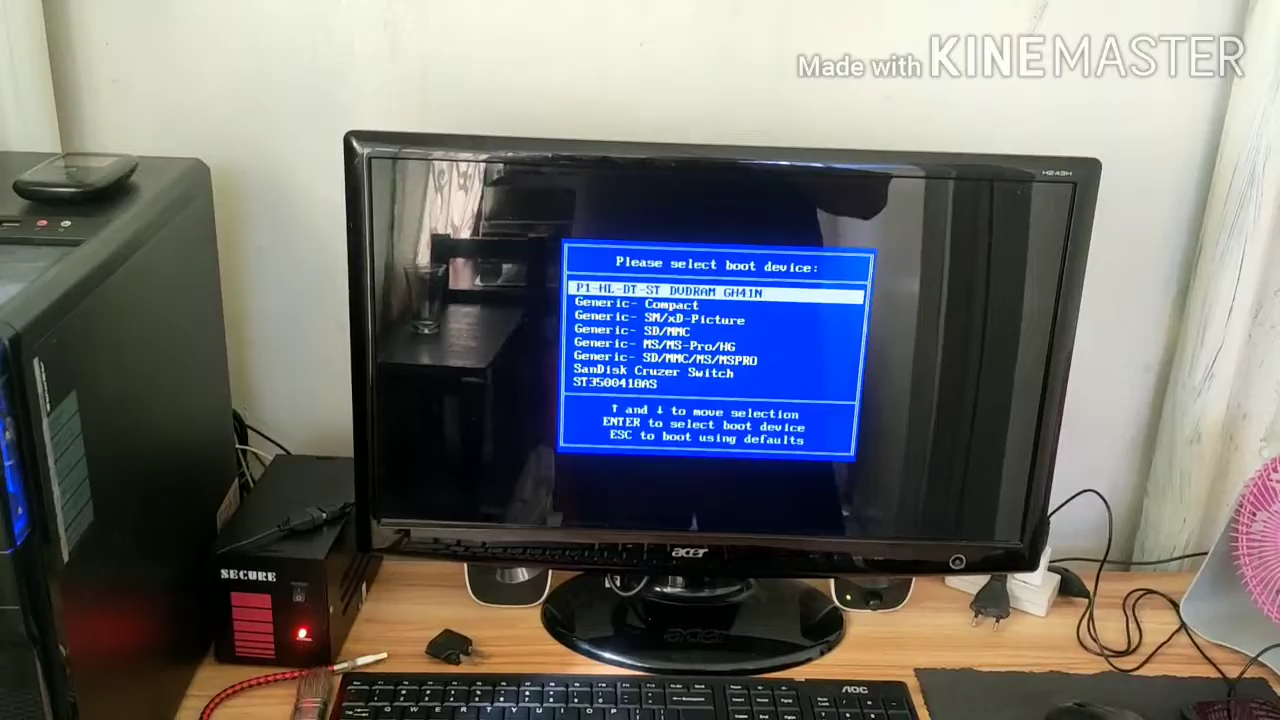 Made with KINEMASTER
H243H
Please select boot device:
P1-HL-DT-ST DVDRAM GH41N
Generic- Compact
Generic- SM/xD-Picture
Generic- SD/MMC
Generic- MS/MS-Pro/HG
Generic- SD/MMC/MS/MSPRO
SanDisk Cruzer Switch
ST3500418AS
↑ and ↓ to move selection
ENTER to select boot device
ESC to boot using defaults
acer
SECURE
acer
AOC
Q W E R T Y U I O P